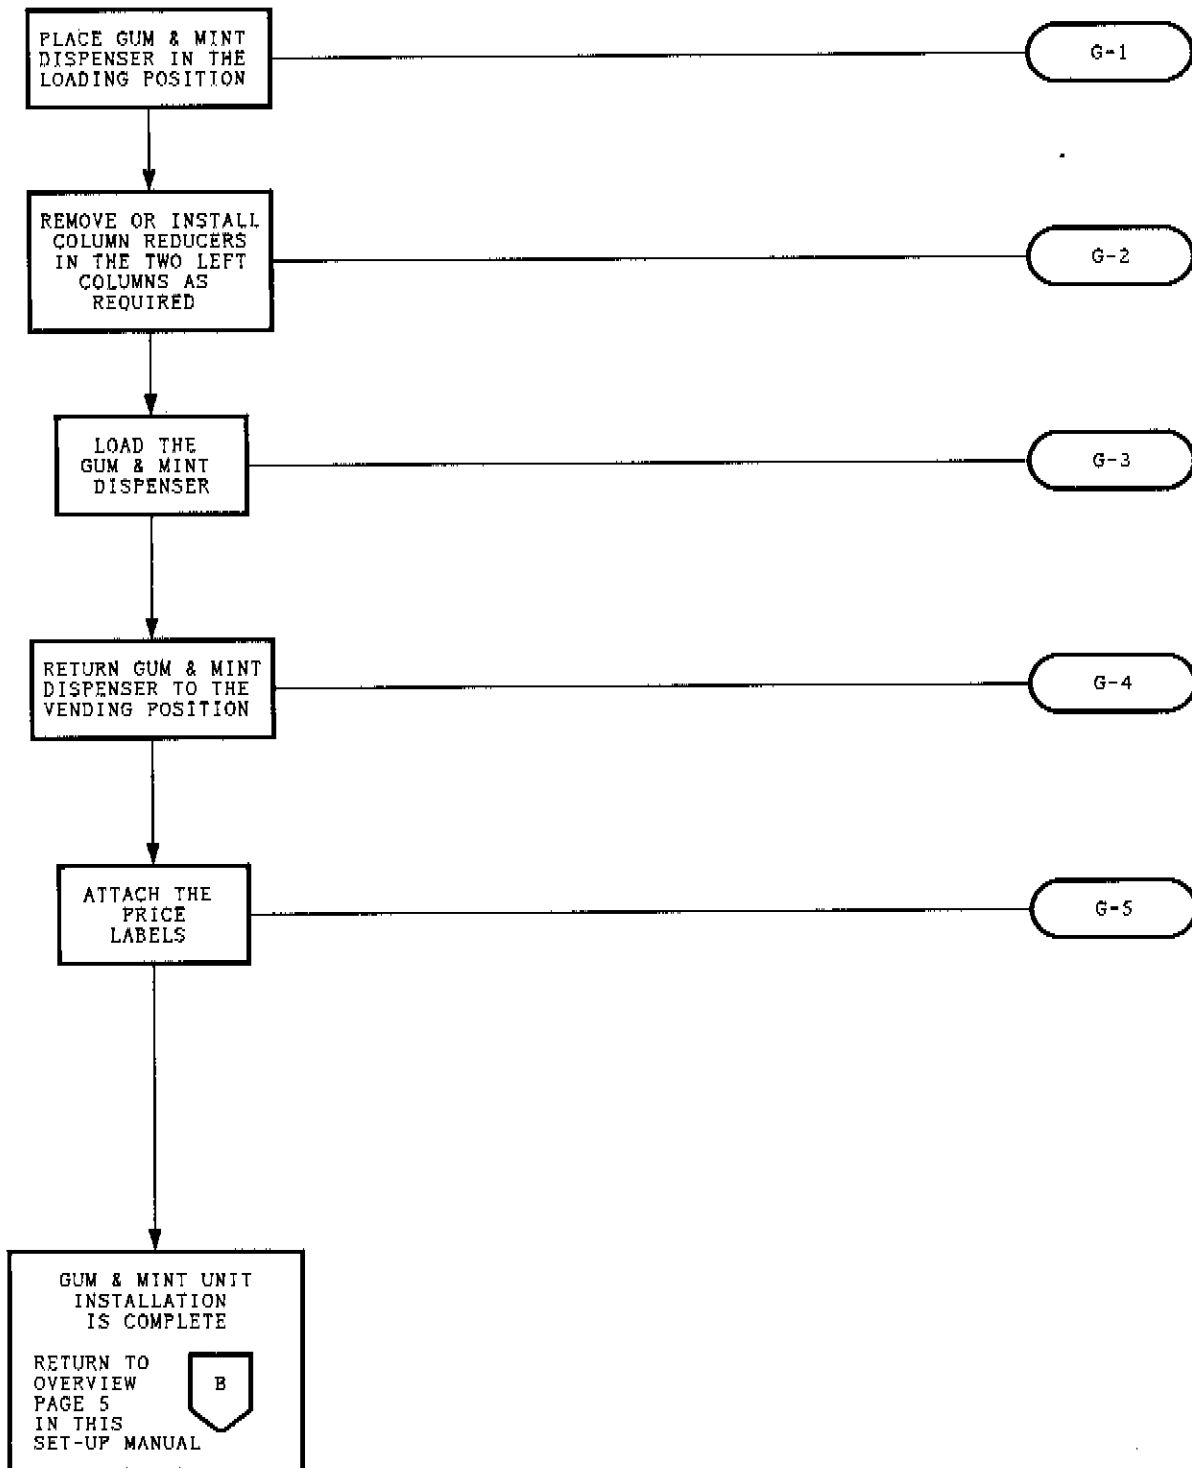 PLACE GUM & MINT
DISPENSER IN THE
LOADING POSITION
G-1
REMOVE OR INSTALL
COLUMN REDUCERS
IN THE TWO LEFT
COLUMNS AS
REQUIRED
G-2
LOAD THE
GUM & MINT
DISPENSER
G-3
RETURN GUM & MINT
DISPENSER TO THE
VENDING POSITION
G-4
ATTACH THE
PRICE
LABELS
G-5
GUM & MINT UNIT
INSTALLATION
IS COMPLETE
RETURN TO
OVERVIEW
PAGE 5
IN THIS
SET-UP MANUAL
B